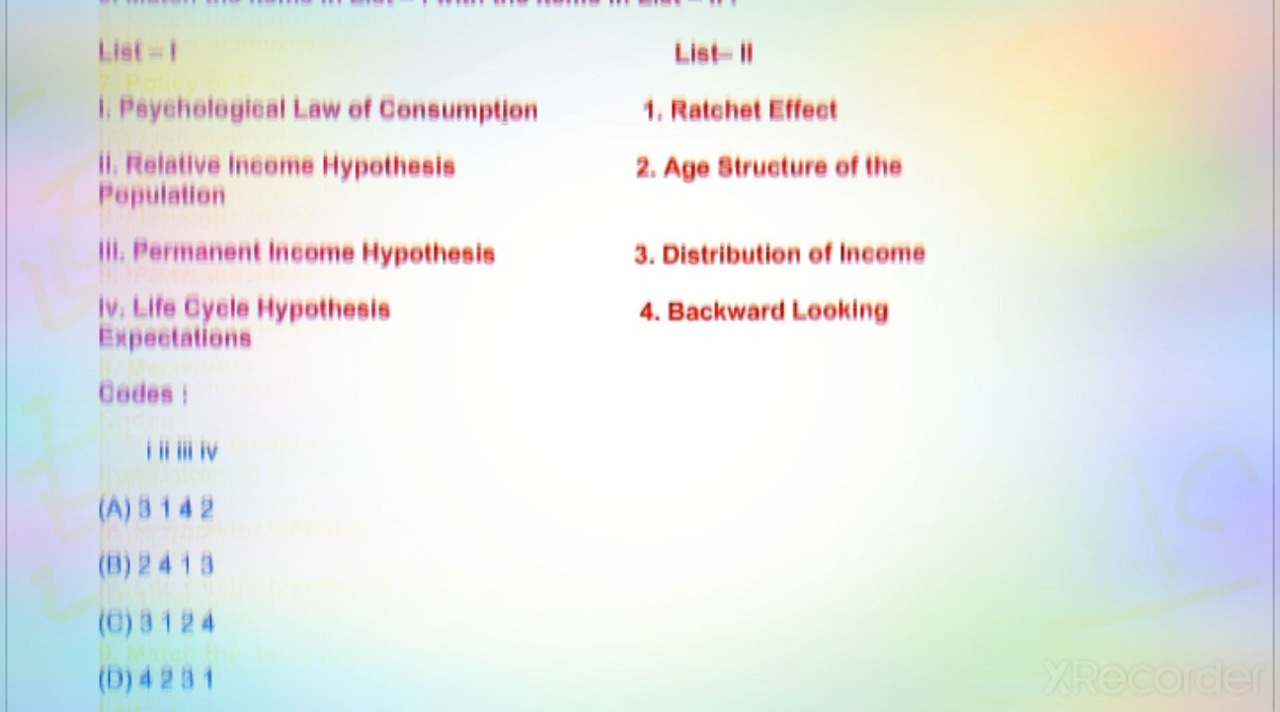 List – I List– II
i. Psychological Law of Consumption 1. Ratchet Effect
ii. Relative Income Hypothesis 2. Age Structure of the
Population
iii. Permanent Income Hypothesis 3. Distribution of Income
iv. Life Cycle Hypothesis 4. Backward Looking
Expectations
Codes :
i ii iii iv
(A) 3 1 4 2
(B) 2 4 1 3
(C) 3 1 2 4
(D) 4 2 3 1
XRecorder